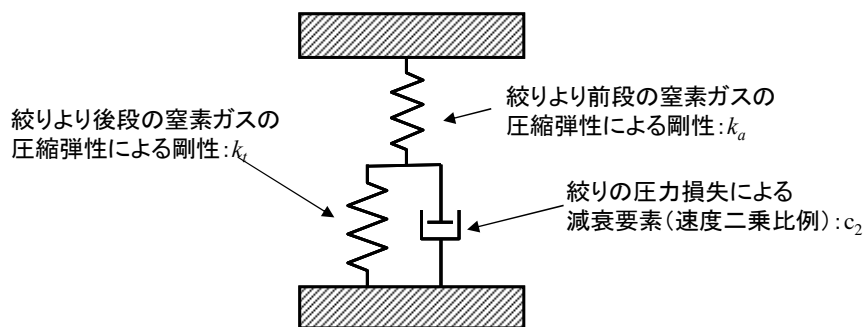 絞りより後段の窒素ガスの
圧縮弾性による剛性：kt
絞りより前段の窒素ガスの
圧縮弾性による剛性：ka
絞りの圧力損失による
減衰要素（速度二乗比例）：c2